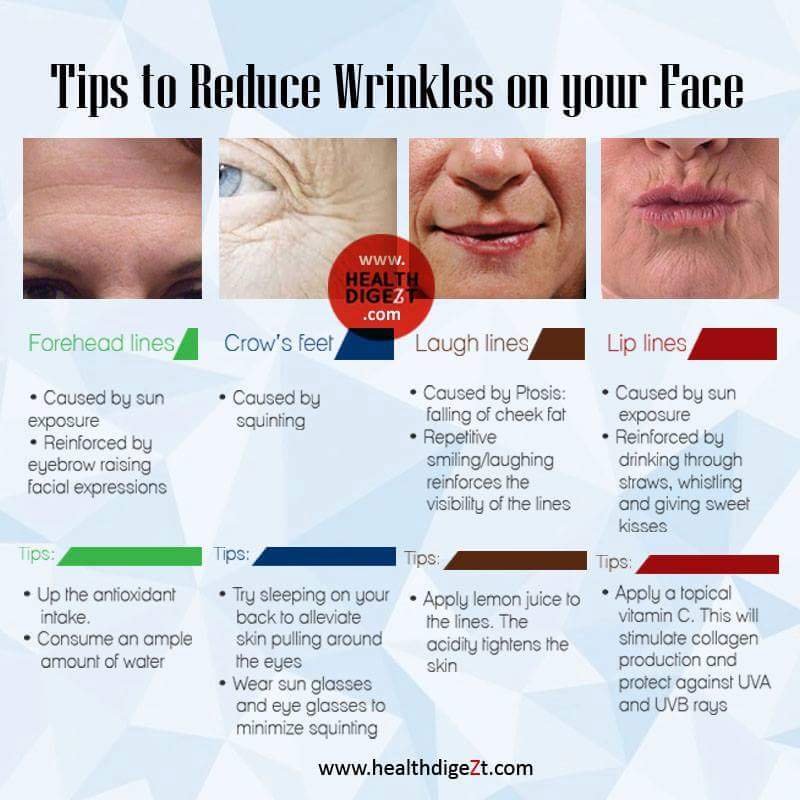 Tips to Reduce Wrinkles on your Face
www.
HEALTH
DIGEZT
.com
Forehead lines
• Caused by sun
exposure
• Reinforced by
eyebrow raising
facial expressions
Tips:
• Up the antioxidant
intake.
• Consume an ample
amount of water
Crow's feet
• Caused by
squinting
Tips:
• Try sleeping on your
back to alleviate
skin pulling around
the eyes
• Wear sun glasses
and eye glasses to
minimize squinting
Laugh lines
• Caused by Ptosis:
falling of cheek fat
• Repetitive
smiling/laughing
reinforces the
visibility of the lines
Tips:
• Apply lemon juice to
the lines. The
acidity tightens the
skin
Lip lines
• Caused by sun
exposure
• Reinforced by
drinking through
straws, whistling
and giving sweet
kisses
Tips:
• Apply a topical
vitamin C. This will
stimulate collagen
production and
protect against UVA
and UVB rays
www.healthdigeZt.com